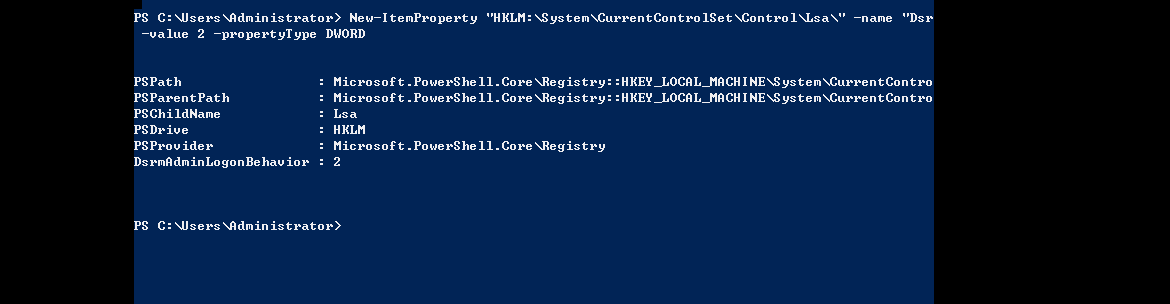 PS C:\Users\Administrator> New-ItemProperty "HKLM:\System\CurrentControlSet\Control\Lsa\" -name "Dsr
-value 2 -propertyType DWORD
PSPath : Microsoft.PowerShell.Core\Registry::HKEY_LOCAL_MACHINE\System\CurrentContro
PSParentPath : Microsoft.PowerShell.Core\Registry::HKEY_LOCAL_MACHINE\System\CurrentContro
PSChildName : Lsa
PSDrive : HKLM
PSProvider : Microsoft.PowerShell.Core\Registry
DsrmAdminLogonBehavior : 2
PS C:\Users\Administrator>